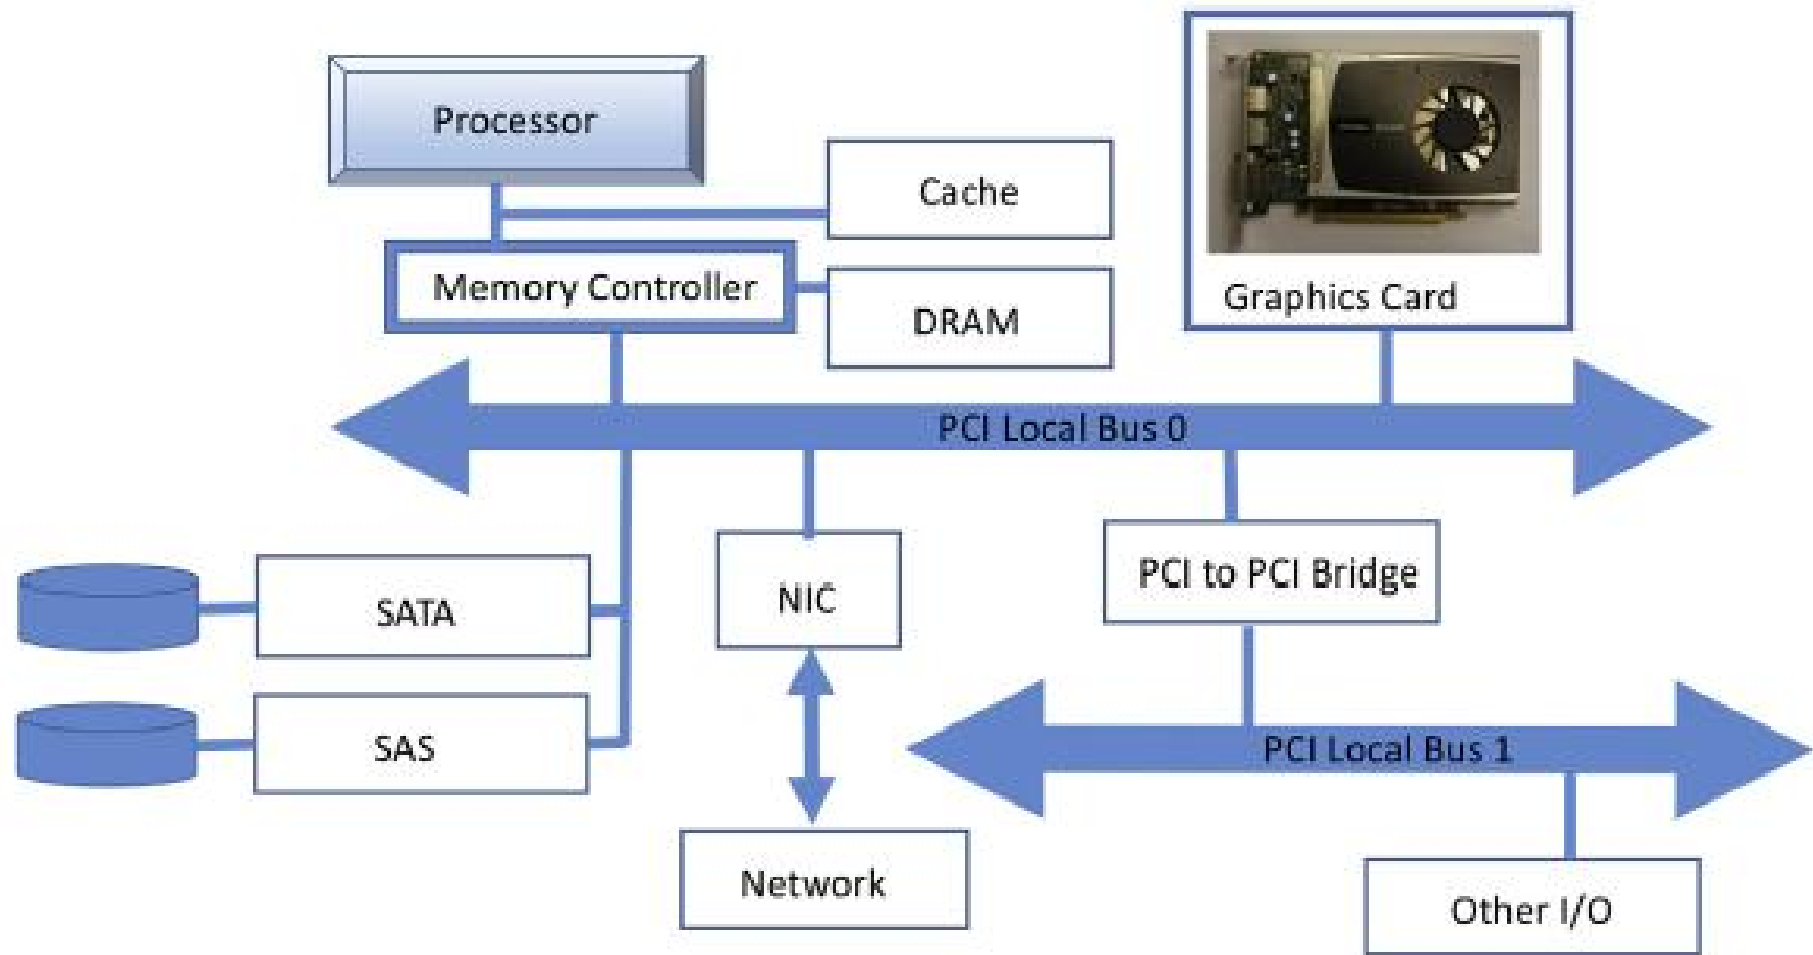 Processor
Cache
Memory Controller
DRAM
Graphics Card
PCI Local Bus 0
SATA
NIC
PCI to PCI Bridge
SAS
PCI Local Bus 1
Network
Other I/O